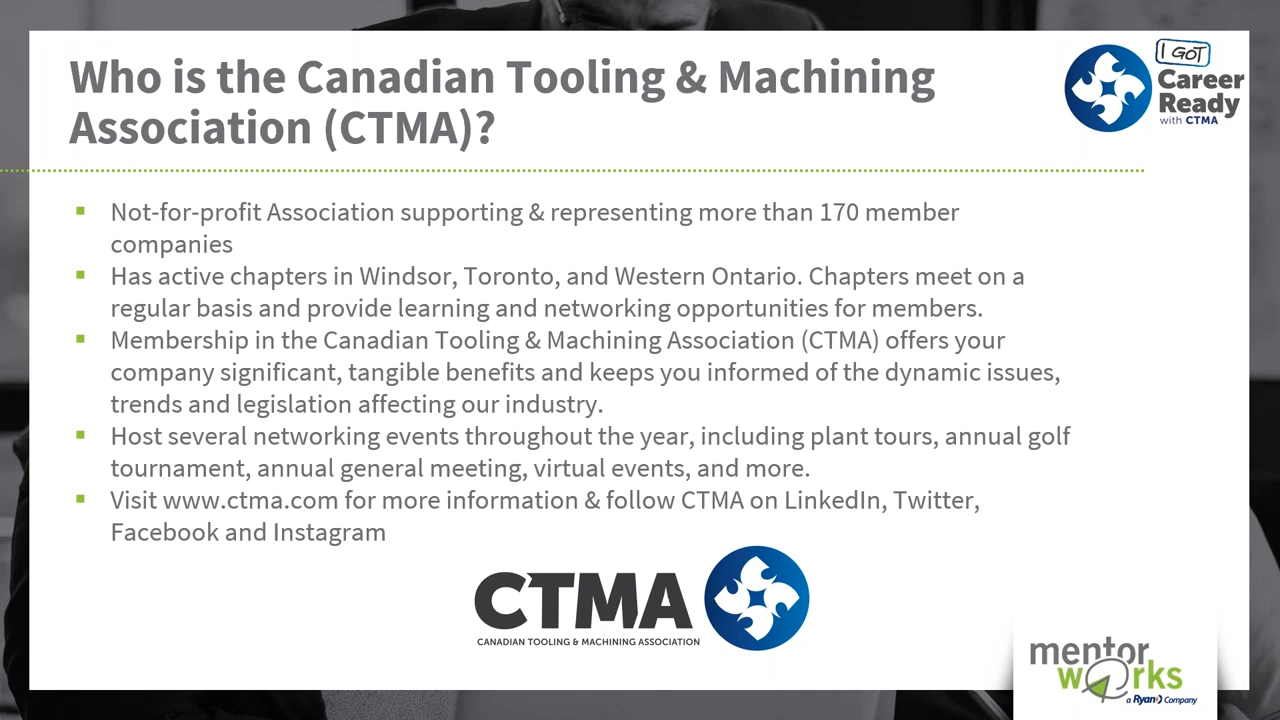 Who is the Canadian Tooling & Machining
Association (CTMA)?
I GOT
Career
Ready
with CTMA
▪ Not-for-profit Association supporting & representing more than 170 member
companies
▪ Has active chapters in Windsor, Toronto, and Western Ontario. Chapters meet on a
regular basis and provide learning and networking opportunities for members.
▪ Membership in the Canadian Tooling & Machining Association (CTMA) offers your
company significant, tangible benefits and keeps you informed of the dynamic issues,
trends and legislation affecting our industry.
▪ Host several networking events throughout the year, including plant tours, annual golf
tournament, annual general meeting, virtual events, and more.
▪ Visit www.ctma.com for more information & follow CTMA on LinkedIn, Twitter,
Facebook and Instagram
CTMA
CANADIAN TOOLING & MACHINING ASSOCIATION
mentor
works
a Ryan Company